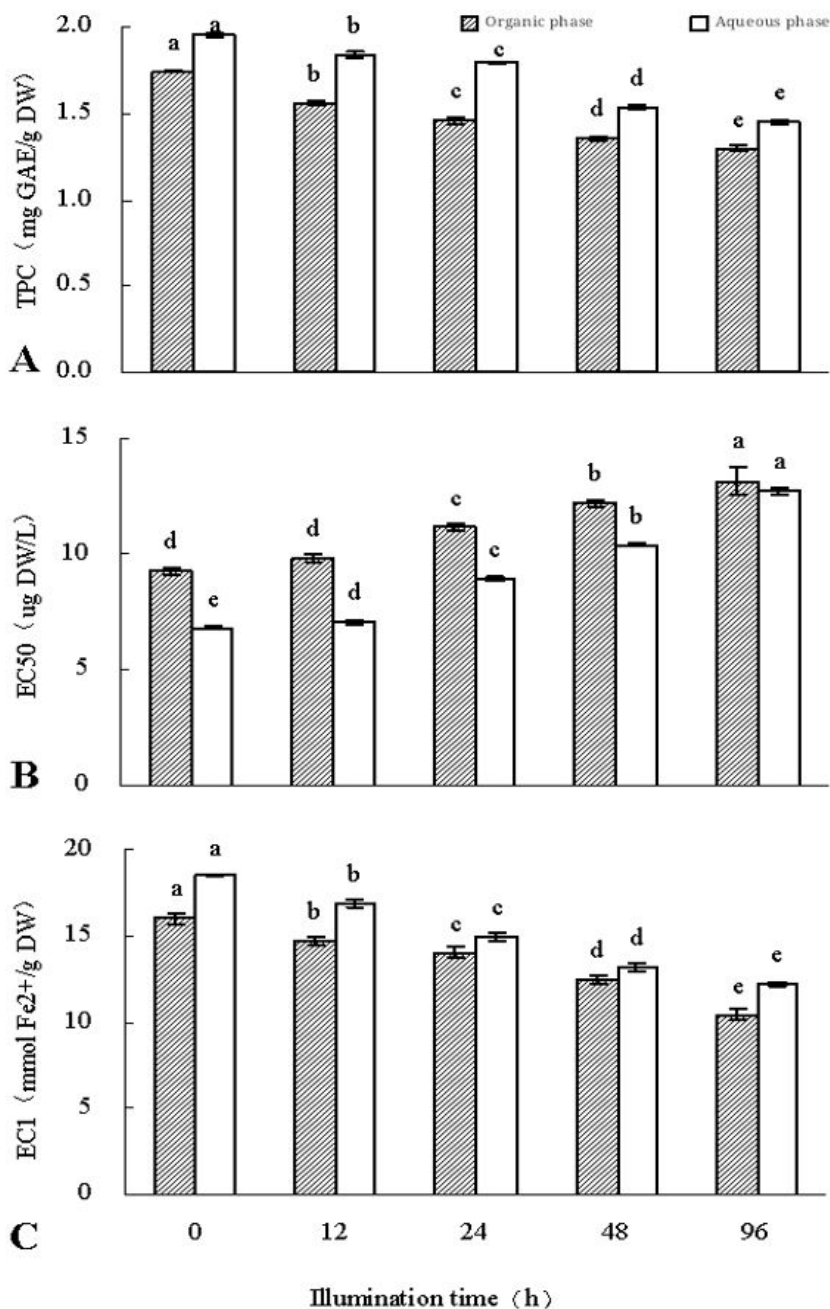 Organic phase Aqueous phase
2.0
1.5
1.0
0.5
0.0
TPC（mg GAE/g DW）
a a b b c c d d e e
A
15
10
5
0
EC50（ug DW/L）
d e d d c c b b a a
B
20
15
10
5
0
EC1（mmol Fe2+/g DW）
a a b b c c d d e e
C
0 12 24 48 96
Illumination time（h）